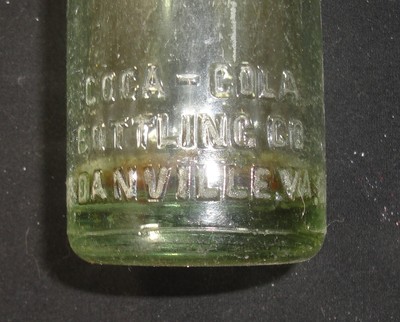 COCA-COLA
BOTTLING CO
DANVILLE VA.